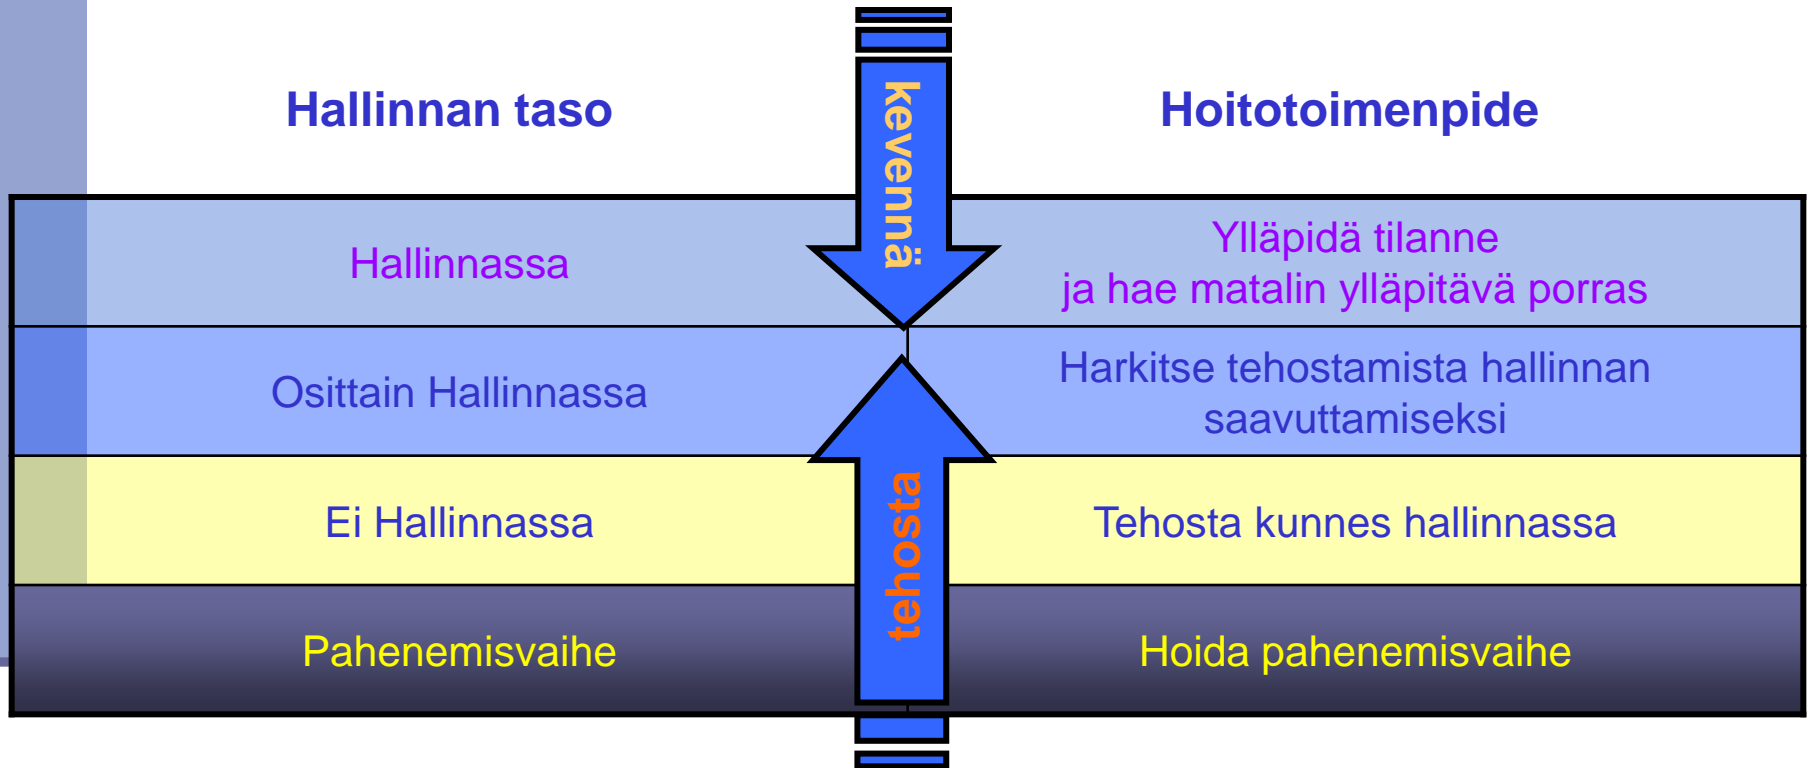 Hallinnan taso
kevennä
Hoitotoimenpide
Hallinnassa
Ylläpidä tilanne
ja hae matalin ylläpitävä porras
Osittain Hallinnassa
Harkitse tehostamista hallinnan
saavuttamiseksi
tehosta
Ei Hallinnassa
Tehosta kunnes hallinnassa
Pahenemisvaihe
Hoida pahenemisvaihe